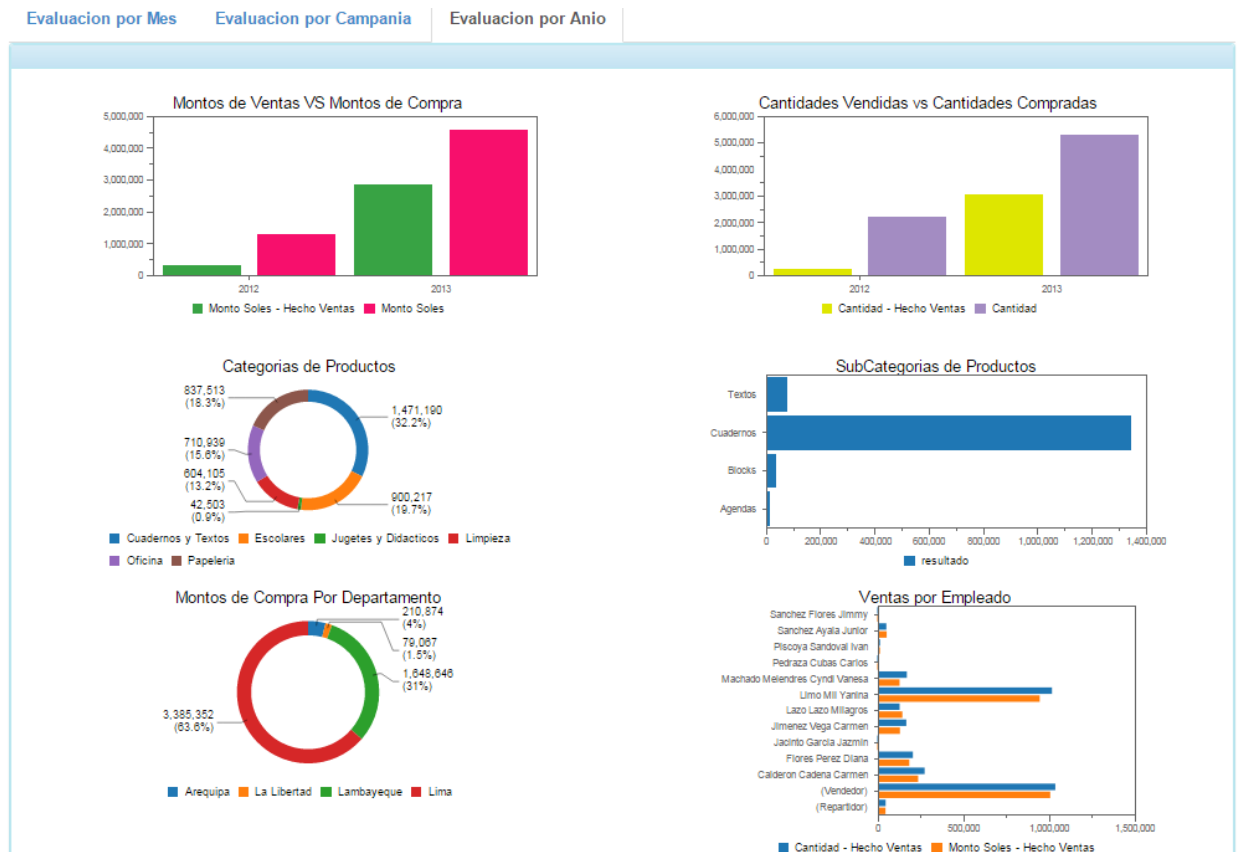 Evaluacion por Mes Evaluacion por Campania Evaluacion por Anio
Montos de Ventas VS Montos de Compra
5,000,000
4,000,000
3,000,000
2,000,000
1,000,000
0
2012 2013
Monto Soles - Hecho Ventas Monto Soles
Cantidades Vendidas vs Cantidades Compradas
6,000,000
5,000,000
4,000,000
3,000,000
2,000,000
1,000,000
0
2012 2013
Cantidad - Hecho Ventas Cantidad
Categorias de Productos
837,513
(18.3%)
1,471,190
(32.2%)
710,939
(15.6%)
604,105
(13.2%)
42,503
(0.9%)
900,217
(19.7%)
Cuadernos y Textos Escolares Jugetes y Didacticos Limpieza
Oficina Papeleria
SubCategorias de Productos
Textos
Cuadernos
Blocks
Agendas
0 200,000 400,000 600,000 800,000 1,000,000 1,200,000 1,400,000
resultado
Montos de Compra Por Departamento
210,874
(4%)
79,067
(1.5%)
1,648,646
(31%)
3,385,352
(63.6%)
Arequipa La Libertad Lambayeque Lima
Ventas por Empleado
Sanchez Flores Jimmy
Sanchez Ayala Junior
Piscoya Sandoval Ivan
Pedraza Cubas Carlos
Machado Melendres Cyndi Vanesa
Limo Mil Yanina
Lazo Lazo Milagros
Jimenez Vega Carmen
Jacinto Garcia Jazmin
Flores Perez Diana
Calderon Cadena Carmen
(Vendedor)
(Repartidor)
0 500,000 1,000,000 1,500,000
Cantidad - Hecho Ventas Monto Soles - Hecho Ventas